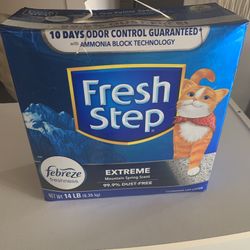 10 DAYS ODOR CONTROL GUARANTEED*
with AMMONIA BLOCK TECHNOLOGY
Fresh
Step
EXTREME
Mountain Spring Scent
99.9% DUST-FREE
febreze
freshness
NET WT 14 LB (6.35 kg)